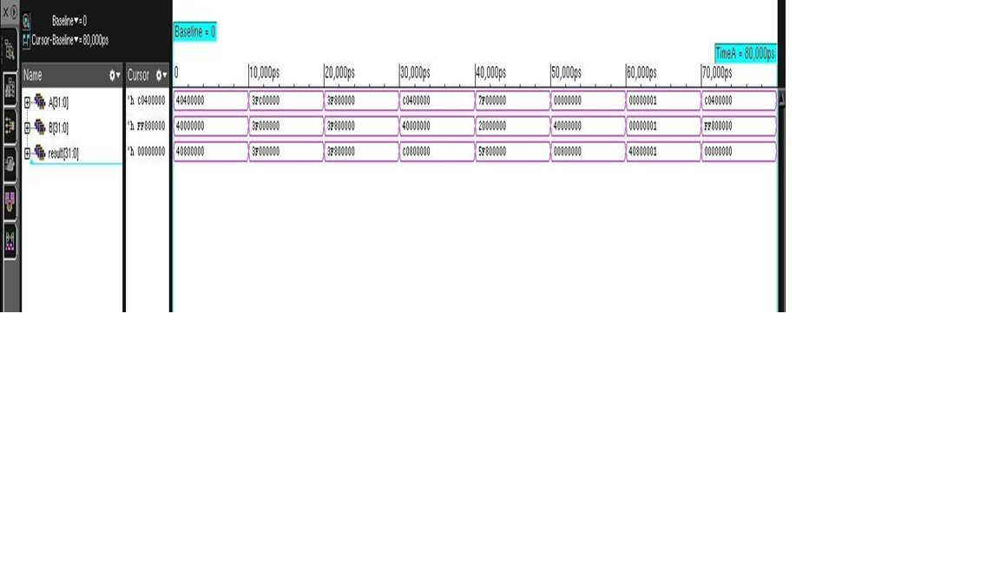 Baseline▾=0
Cursor-Baseline▾=80,000ps
Baseline = 0
TimeA = 80,000ps
Name
Cursor
0
10,000ps
20,000ps
30,000ps
40,000ps
50,000ps
60,000ps
70,000ps
A[31:0]
'h C0400000
40400000
3FC00000
3F800000
C0400000
7F000000
00000000
00000001
C0400000
B[31:0]
'h FF800000
40000000
3F000000
3F800000
40000000
20000000
40000000
00000001
FF800000
result[31:0]
'h 00000000
40800000
3F000000
3F800000
C0800000
5F800000
00800000
40800001
00000000